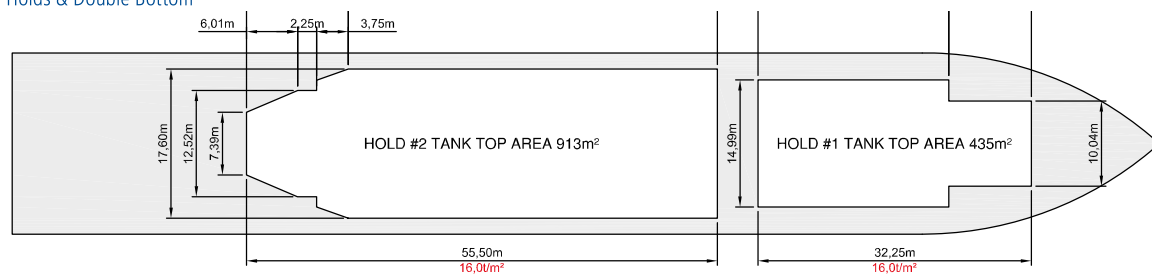 Holds & Double Bottom
6,01m 2,25m 3,75m
17,60m
12,52m
7,39m
HOLD #2 TANK TOP AREA 913m²
14,99m
HOLD #1 TANK TOP AREA 435m²
10,04m
55,50m
16,0t/m²
32,25m
16,0t/m²